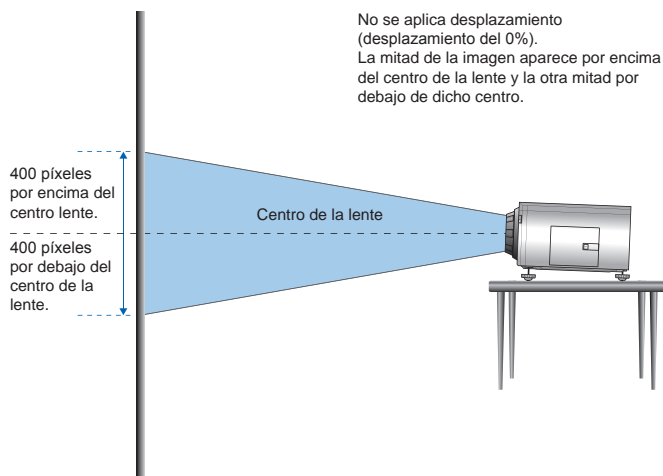 No se aplica desplazamiento
(desplazamiento del 0%).
La mitad de la imagen aparece por encima
del centro de la lente y la otra mitad por
debajo de dicho centro.
400 píxeles
por encima del
centro lente.
Centro de la lente
400 píxeles
por debajo del
centro de la
lente.